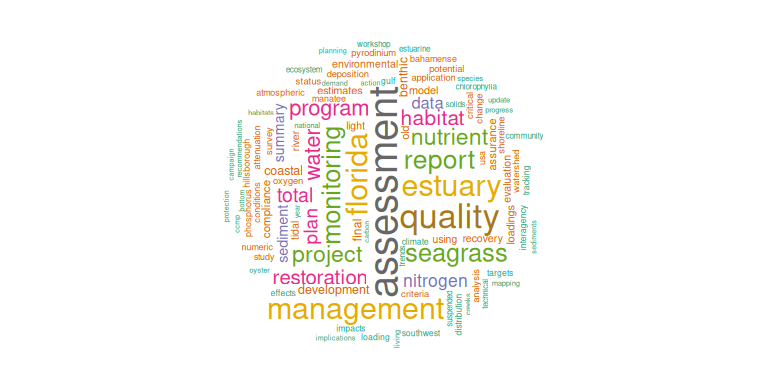 workshop
planning
estuarine
pyrodinium
bahamense
environmental
ecosystem
potential
deposition
status
demand
action
gulf
application
species
chlorophylla
atmospheric
estimates
manatee
benthic
model
solids
critical
change
update
progress
habitats
program
assessment
data
habitat
national
light
old
nutrient
community
summary
survey
river
water
monitoring
florida
report
usa
assurance
shoreline
recommendations
campaign
attenuation
hillsborough
phosphorus
coastal
oxygen
estuary
evaluation
watershed
tracking
protection
ccmp
bottom
conditions
compliance
total
year
plan
tidal
quality
loadings
interagency
sediments
sediment
final
carbon
climate
using
recovery
numeric
study
project
trends
seagrass
oyster
restoration
nitrogen
analysis
targets
technical
mapping
effects
development
criteria
management
suspended
distribution
creeks
impacts
implications
loading
living
southwest